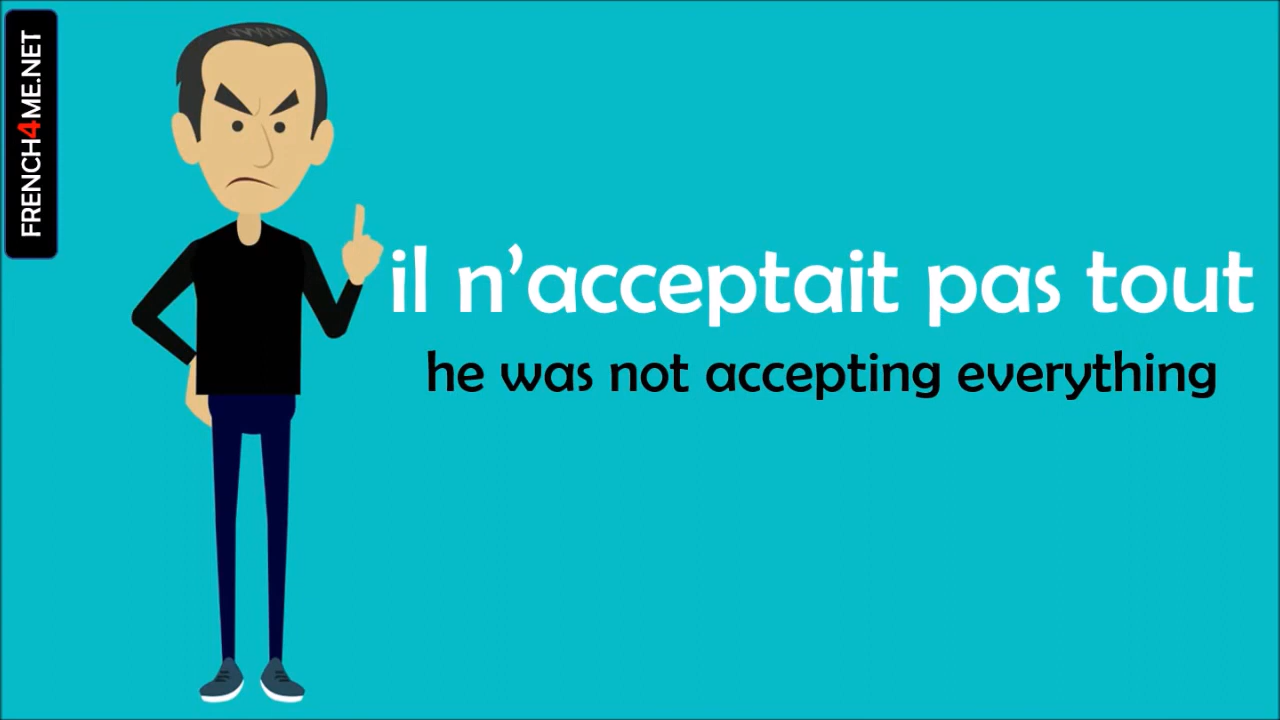 FRENCH4ME.NET
il n’acceptait pas tout
he was not accepting everything